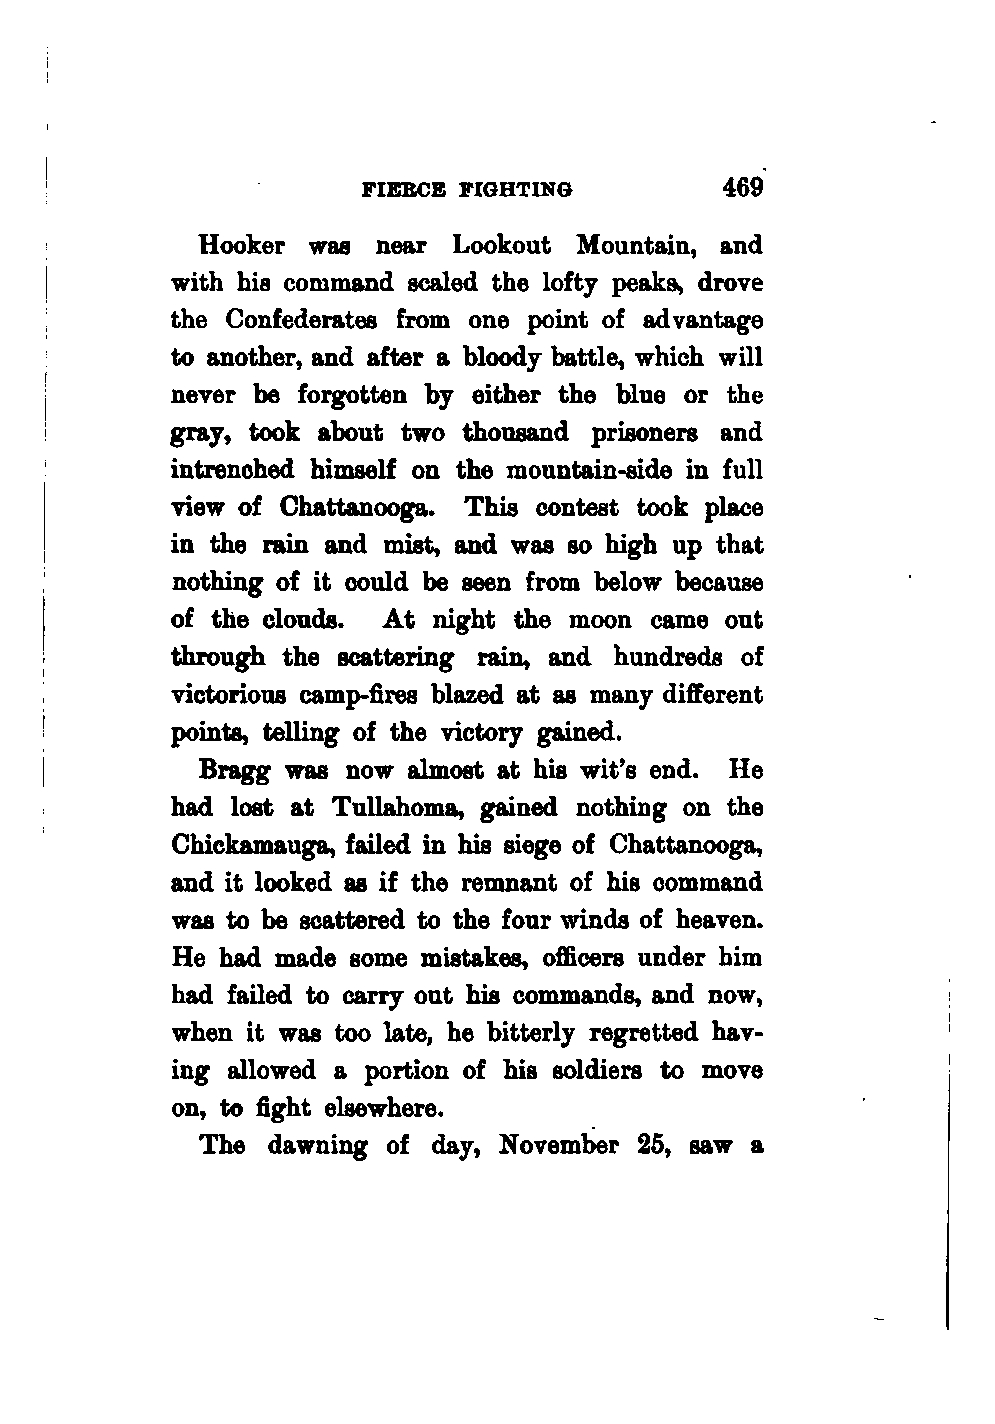 FIERCE FIGHTING 469
Hooker was near Lookout Mountain, and
with his command scaled the lofty peaks, drove
the Confederates from one point of advantage
to another, and after a bloody battle, which will
never be forgotten by either the blue or the
gray, took about two thousand prisoners and
intrenched himself on the mountain-side in full
view of Chattanooga. This contest took place
in the rain and mist, and was so high up that
nothing of it could be seen from below because
of the clouds. At night the moon came out
through the scattering rain, and hundreds of
victorious camp-fires blazed at as many different
points, telling of the victory gained.
Bragg was now almost at his wit's end. He
had lost at Tullahoma, gained nothing on the
Chickamauga, failed in his siege of Chattanooga,
and it looked as if the remnant of his command
was to be scattered to the four winds of heaven.
He had made some mistakes, officers under him
had failed to carry out his commands, and now,
when it was too late, he bitterly regretted hav-
ing allowed a portion of his soldiers to move
on, to fight elsewhere.
The dawning of day, November 25, saw a